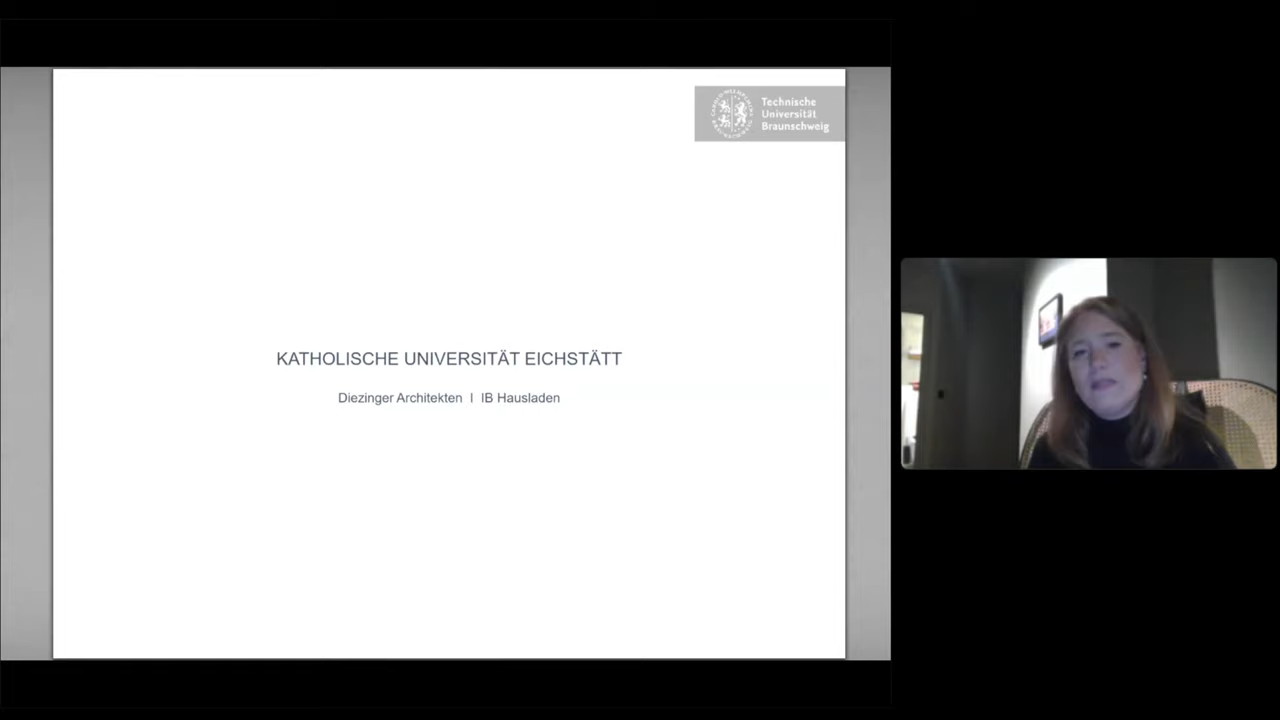 Technische
Universität
Braunschweig
KATHOLISCHE UNIVERSITÄT EICHSTÄTT
Diezinger Architekten I IB Hausladen